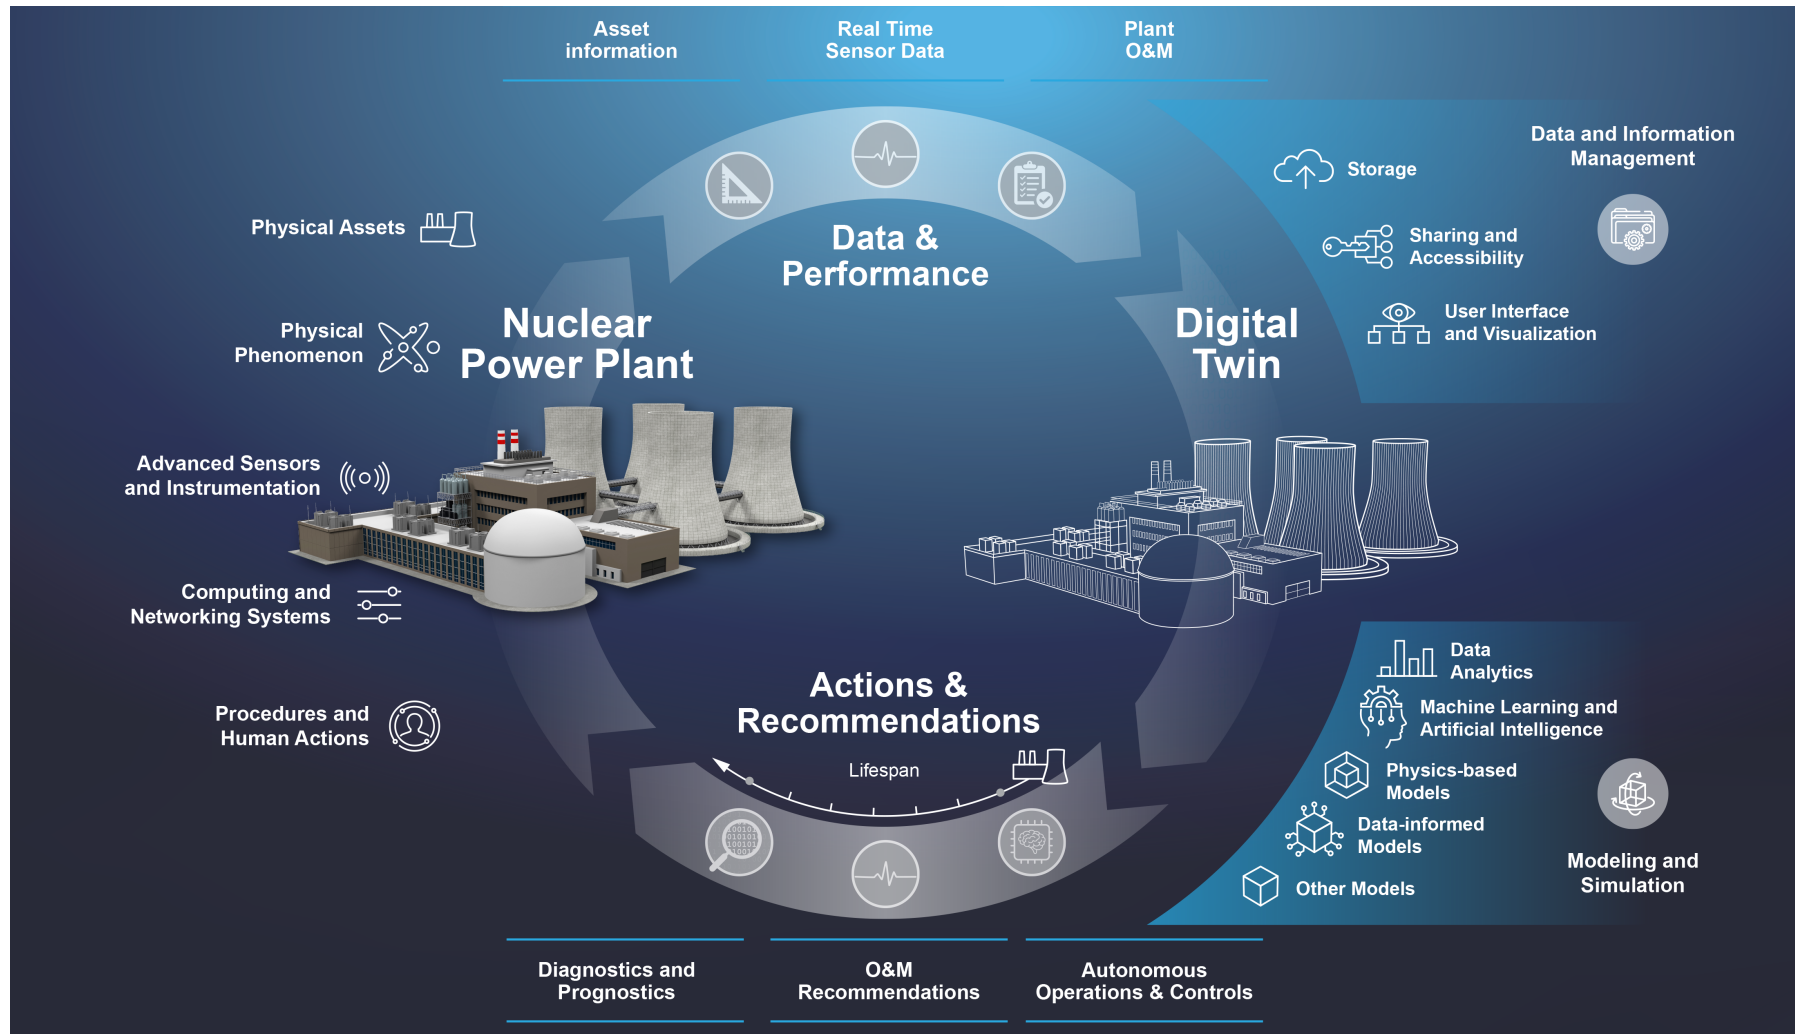 Asset
information
Real Time
Sensor Data
Plant
O&M
Data &
Performance
Nuclear
Power Plant
Physical Assets
Physical
Phenomenon
Advanced Sensors
and Instrumentation
Computing and
Networking Systems
Procedures and
Human Actions
Digital
Twin
Data and Information
Management
Storage
Sharing and
Accessibility
User Interface
and Visualization
Data
Analytics
Machine Learning and
Artificial Intelligence
Physics-based
Models
Data-informed
Models
Other Models
Modeling and
Simulation
Actions &
Recommendations
Lifespan
Diagnostics and
Prognostics
O&M
Recommendations
Autonomous
Operations & Controls